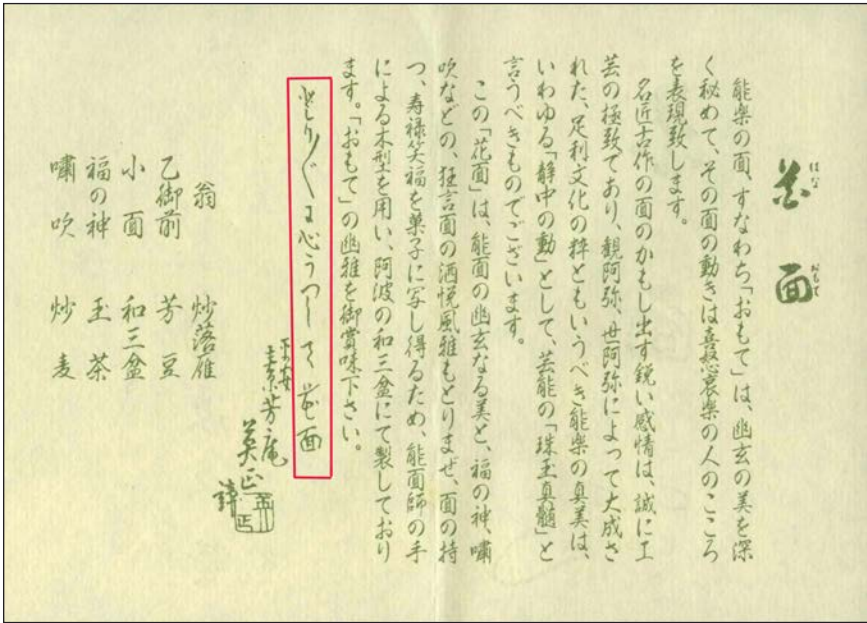 花面
はな おもて
能楽の面、すなわち「おもて」は、幽玄の美を深
く秘めて、その面の動きは喜怒哀楽の人のこころ
を表現致します。
名匠古作の面のかもし出す鋭い感情は、誠に工
芸の極致であり、観阿弥、世阿弥によって大成さ
れた、足利文化の粋ともいうべき能楽の真美は、
いわゆる「静中の動」として、芸能の「珠玉真髄」と
言うべきものでございます。
この「花面」は、能面の幽玄なる美と、福の神、嘯
吹などの、狂言面の洒悦風雅もとりまぜ、面の持
つ、寿禄笑福を菓子に写し得るため、能面師の手
による木型を用い、阿波の和三盆にて製しており
ます。「おもて」の幽雅を御賞味下さい。
とり〴〵に心うつして花面
平安
素芳庵
英正
翁 炒落雁
乙御前 芳豆
小面 和三盆
福の神 玉茶
嘯吹 炒麦